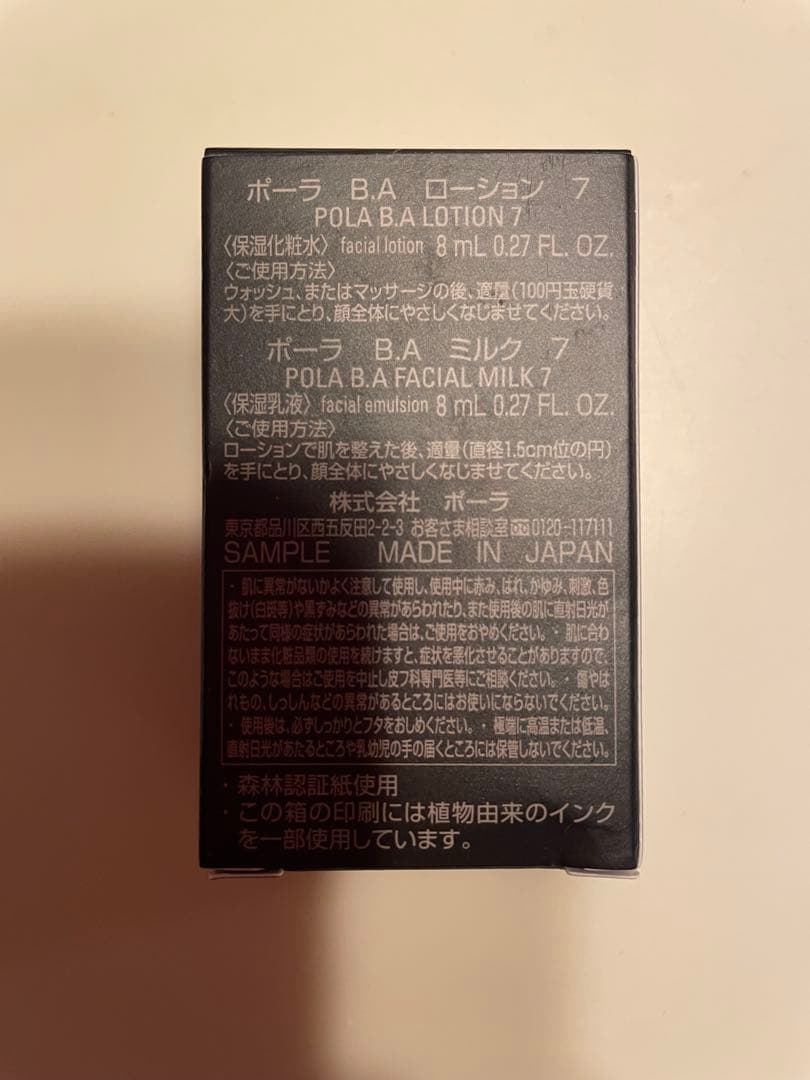 ポーラ B.A ローション 7
POLA B.A LOTION 7
〈保湿化粧水〉 facial lotion 8 mL 0.27 FL. OZ.
〈ご使用方法〉
ウォッシュ、またはマッサージの後、適量(100円玉硬貨
大)を手にとり、顔全体にやさしくなじませてください。
ポーラ B.A ミルク 7
POLA B.A FACIAL MILK 7
〈保湿乳液〉 facial emulsion 8 mL 0.27 FL. OZ.
〈ご使用方法〉
ローションで肌を整えた後、適量(直径1.5cm位の円)
を手にとり、顔全体にやさしくなじませてください。
株式会社 ポーラ
東京都品川区西五反田2-2-3 お客さま相談室 0120-117111
SAMPLE MADE IN JAPAN
・肌に異常がないかよく注意して使用し、使用中に赤み、はれ、かゆみ、刺激、色
抜け(白斑等)や黒ずみなどの異常があらわれたり、また使用後の肌に直射日光が
あたって同様の症状があらわれた場合は、ご使用をおやめください。・肌に合わ
ないまま化粧品類の使用を続けますと、症状を悪化させることがありますので、
このような場合はご使用を中止し皮フ科専門医等にご相談ください。・傷やは
れもの、しっしんなどの異常があるところにはお使いにならないでください。
・使用後は、必ずしっかりとフタをおしめください。・極端に高温または低温、
直射日光があたるところや乳幼児の手の届くところには保管しないでください。
・森林認証紙使用
・この箱の印刷には植物由来のインク
を一部使用しています。